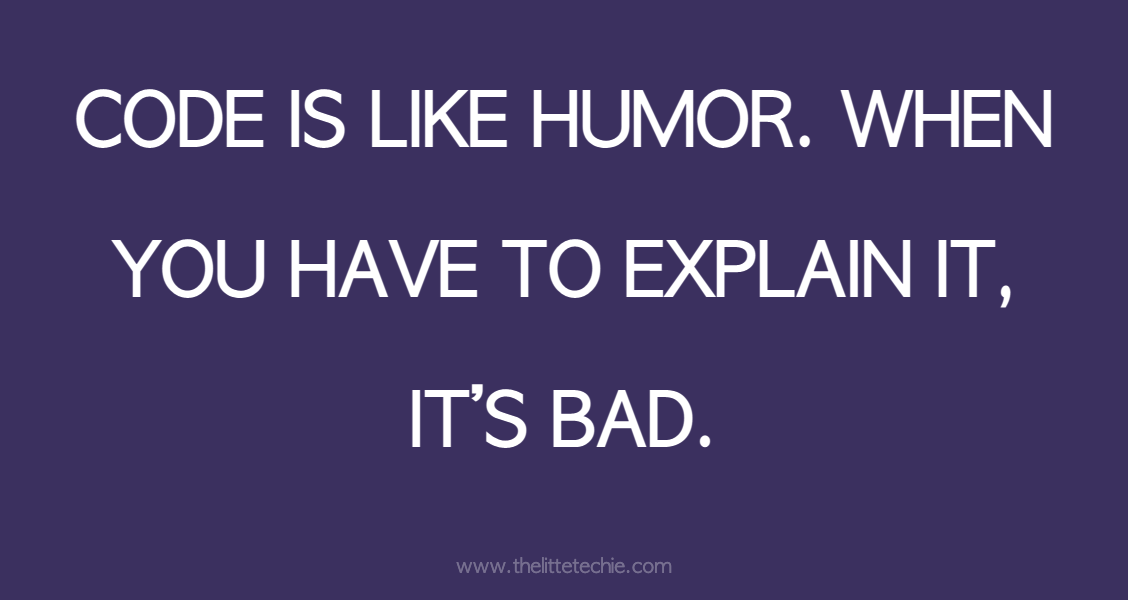 CODE IS LIKE HUMOR. WHEN
YOU HAVE TO EXPLAIN IT,
IT’S BAD.
www.thelittetechie.com